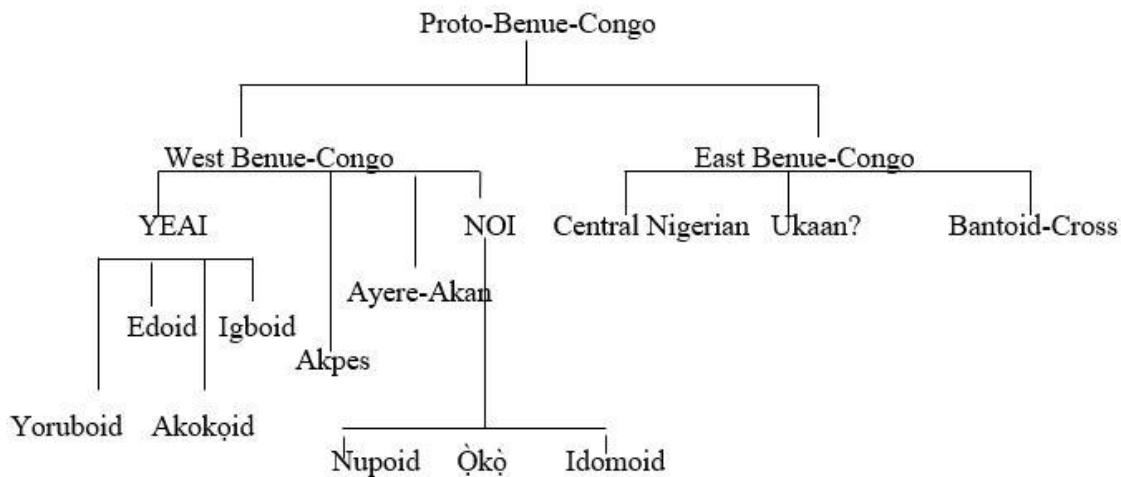 Proto-Benue-Congo
West Benue-Congo East Benue-Congo
YEAI NOI Central Nigerian Ukaan? Bantoid-Cross
Ayere-Akan
Edoid Igboid
Akpes
Yoruboid Akokọid
Nupoid Ọ̀kọ̀ Idomoid